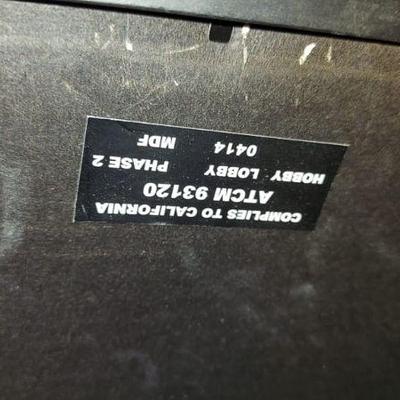 COMPLIES TO CALIFORNIA
ATCM 93120
HOBBY LOBBY PHASE 2
0414 MDF